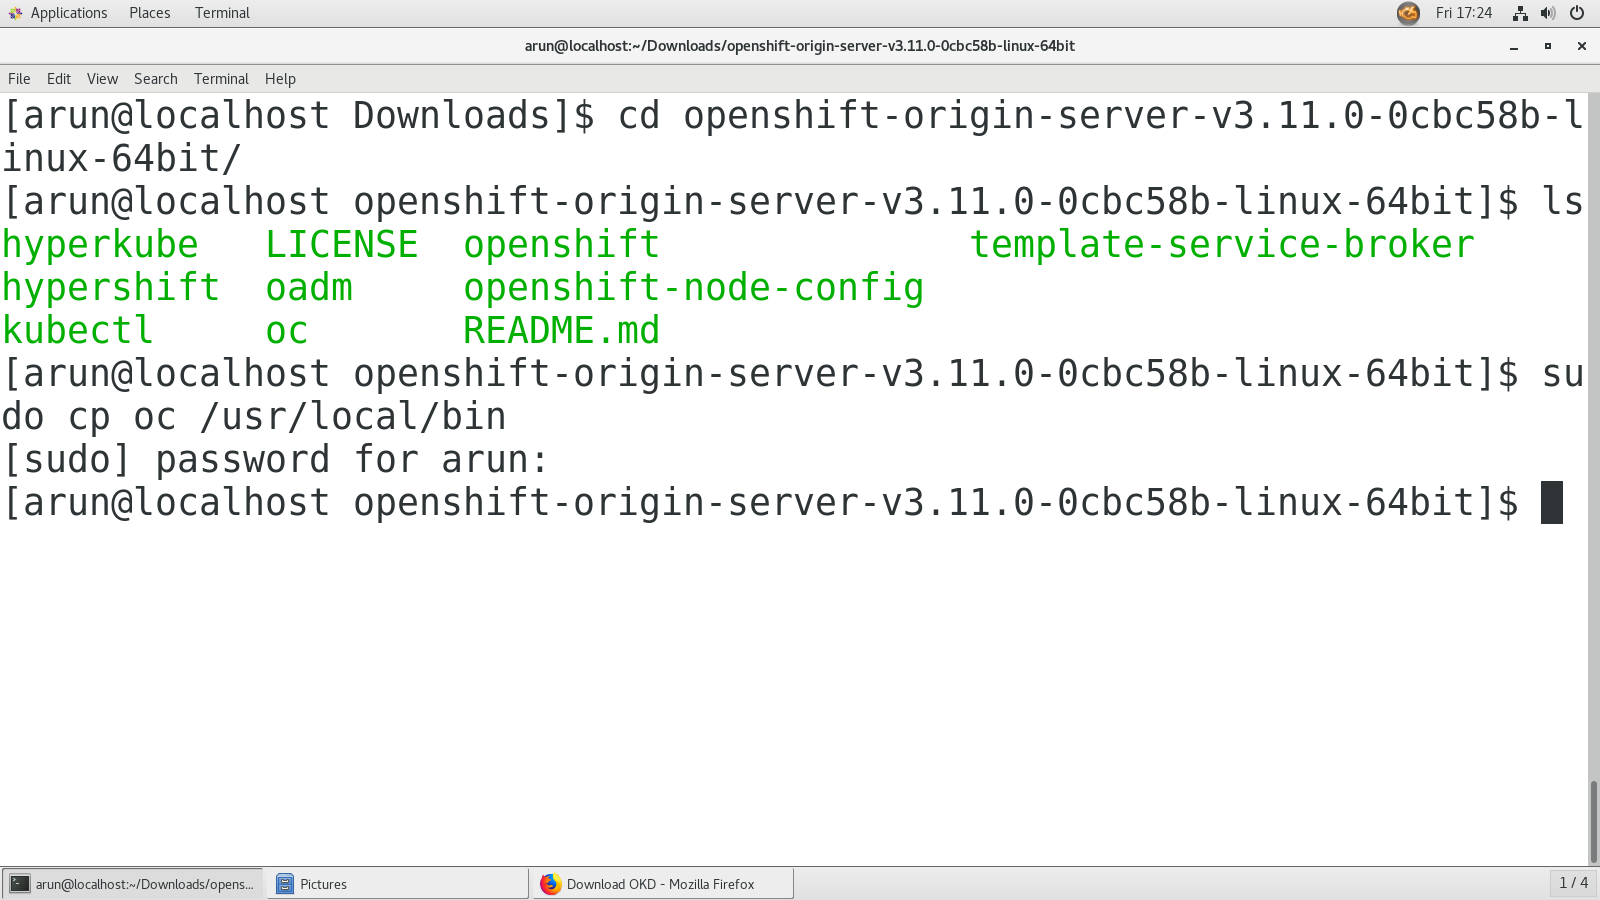 Applications Places Terminal Fri 17:24
arun@localhost:~/Downloads/openshift-origin-server-v3.11.0-0cbc58b-linux-64bit
File Edit View Search Terminal Help
[arun@localhost Downloads]$ cd openshift-origin-server-v3.11.0-0cbc58b-l
inux-64bit/
[arun@localhost openshift-origin-server-v3.11.0-0cbc58b-linux-64bit]$ ls
hyperkube LICENSE openshift template-service-broker
hypershift oadm openshift-node-config
kubectl oc README.md
[arun@localhost openshift-origin-server-v3.11.0-0cbc58b-linux-64bit]$ su
do cp oc /usr/local/bin
[sudo] password for arun:
[arun@localhost openshift-origin-server-v3.11.0-0cbc58b-linux-64bit]$
arun@localhost:~/Downloads/opens... Pictures Download OKD - Mozilla Firefox 1 / 4